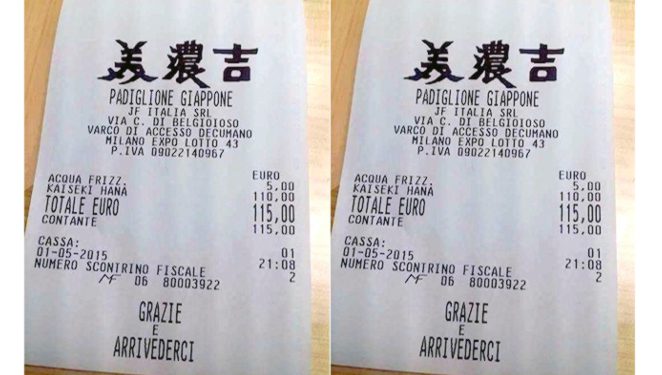 美濃吉
PADIGLIONE GIAPPONE
JF ITALIA SRL
VIA C. DI BELGIOIOSO
VARCO DI ACCESSO DECUMANO
MILANO EXPO LOTTO 43
P.IVA 09022140967
EURO
ACQUA FRIZZ. 5,00
KAISEKI HANA 110,00
TOTALE EURO 115,00
CONTANTE 115,00
CASSA: 01
01-05-2015 21:08
NUMERO SCONTRINO FISCALE 2
MF 06 80003922
GRAZIE
E
ARRIVEDERCI
美濃吉
PADIGLIONE GIAPPONE
JF ITALIA SRL
VIA C. DI BELGIOIOSO
VARCO DI ACCESSO DECUMANO
MILANO EXPO LOTTO 43
P.IVA 09022140967
EURO
ACQUA FRIZZ. 5,00
KAISEKI HANA 110,00
TOTALE EURO 115,00
CONTANTE 115,00
CASSA: 01
01-05-2015 21:08
NUMERO SCONTRINO FISCALE 2
MF 06 80003922
GRAZIE
E
ARRIVEDERCI